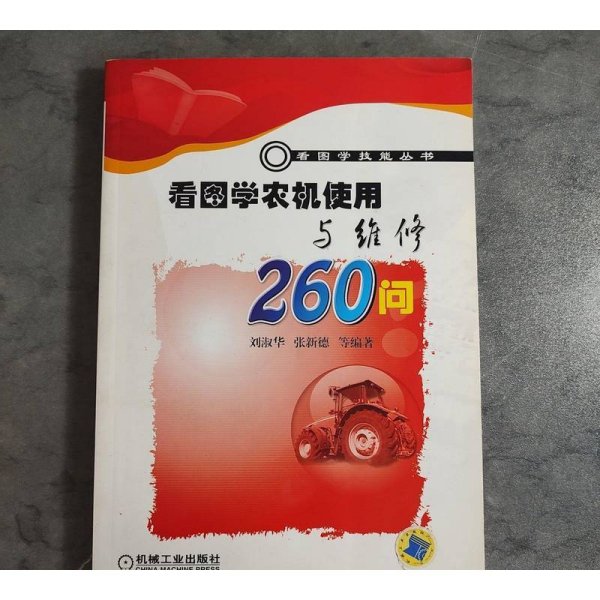 看图学技能丛书
看图学农机使用
与维修
260问
刘淑华 张新德 等编著
机械工业出版社
CHINA MACHINE PRESS